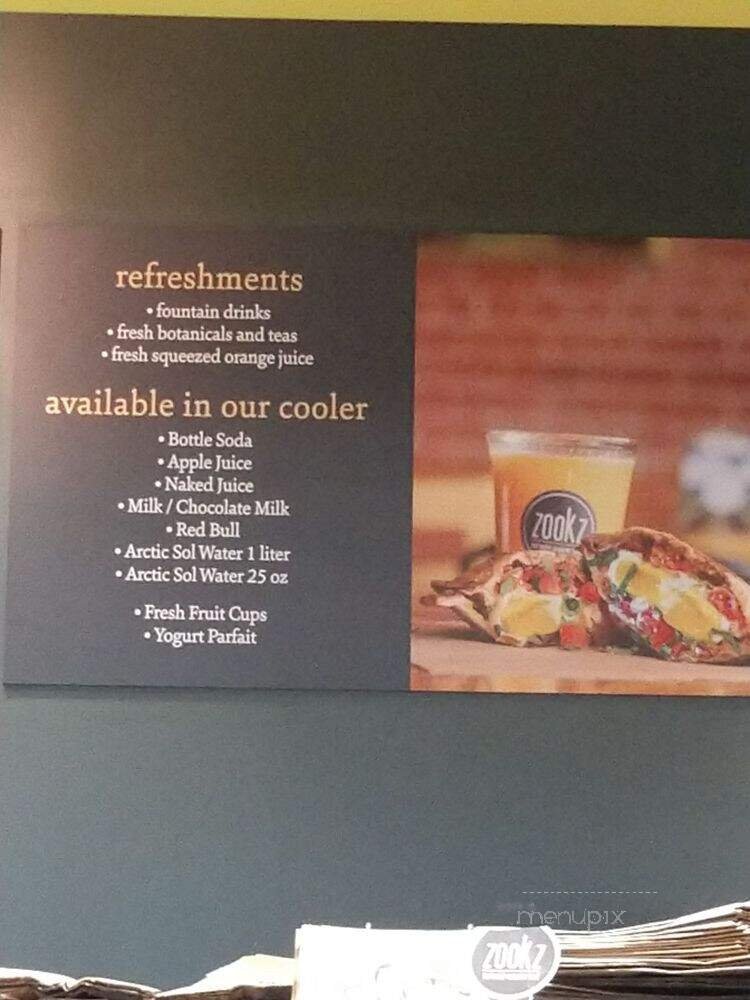 refreshments
• fountain drinks
• fresh botanicals and teas
• fresh squeezed orange juice
available in our cooler
• Bottle Soda
• Apple Juice
• Naked Juice
• Milk / Chocolate Milk
• Red Bull
• Arctic Sol Water 1 liter
• Arctic Sol Water 25 oz
• Fresh Fruit Cups
• Yogurt Parfait
zookz
menupix
zookz